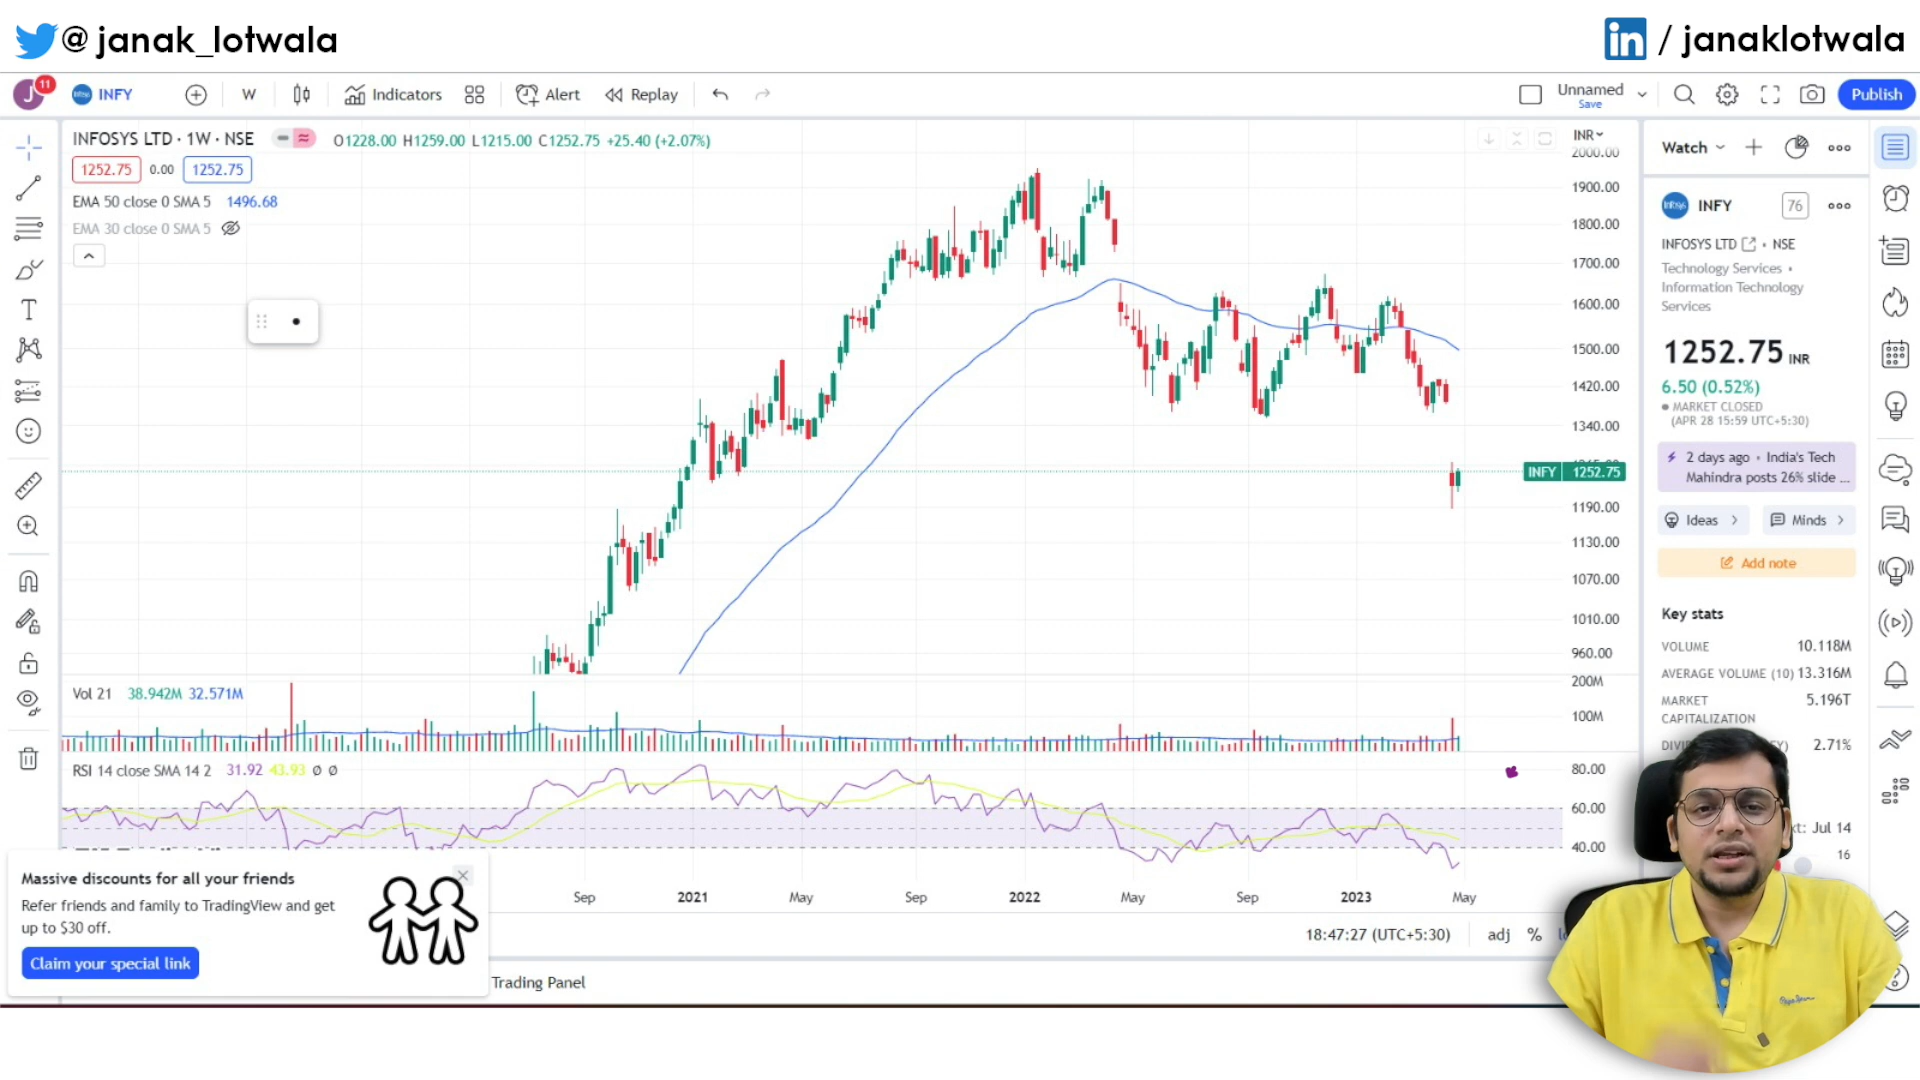 @ janak_lotwala
/ janaklotwala
11
INFY
W
Indicators
Alert
Replay
Unnamed
Save
Publish
INFOSYS LTD · 1W · NSE
O1228.00 H1259.00 L1215.00 C1252.75 +25.40 (+2.07%)
1252.75 0.00 1252.75
EMA 50 close 0 SMA 5 1496.68
EMA 30 close 0 SMA 5
INR
2000.00
1900.00
1800.00
1700.00
1600.00
1500.00
1420.00
1340.00
INFY 1252.75
1190.00
1130.00
1070.00
1010.00
960.00
Vol 21 38.942M 32.571M
200M
100M
RSI 14 close SMA 14 2 31.92 43.93 Ø Ø
80.00
60.00
40.00
Sep 2021 May Sep 2022 May Sep 2023 May
18:47:27 (UTC+5:30) adj %
Trading Panel
Massive discounts for all your friends
Refer friends and family to TradingView and get
up to $30 off.
Claim your special link
Watch
INFY 76
INFOSYS LTD • NSE
Technology Services •
Information Technology
Services
1252.75 INR
6.50 (0.52%)
MARKET CLOSED
(APR 28 15:59 UTC+5:30)
2 days ago • India's Tech
Mahindra posts 26% slide ...
Ideas
Minds
Add note
Key stats
VOLUME 10.118M
AVERAGE VOLUME (10) 13.316M
MARKET 5.196T
CAPITALIZATION
2.71%
Jul 14
16